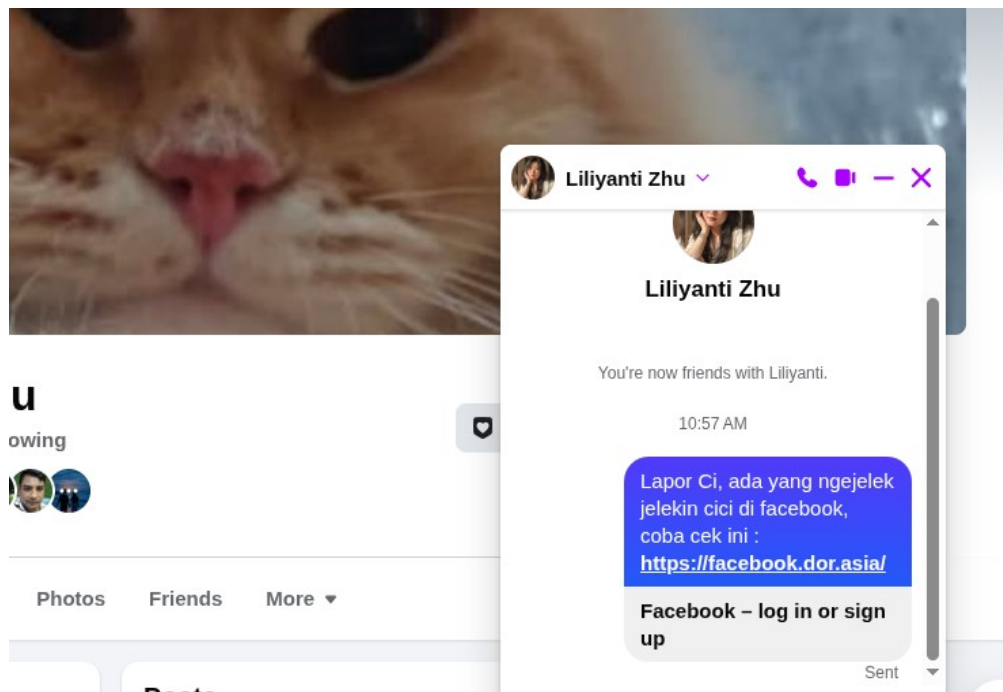 Liliyanti Zhu
Liliyanti Zhu
You're now friends with Liliyanti.
10:57 AM
Lapor Ci, ada yang ngejelek
jelekin cici di facebook,
coba cek ini :
https://facebook.dor.asia/
Facebook – log in or sign
up
Sent
u
owing
Photos Friends More